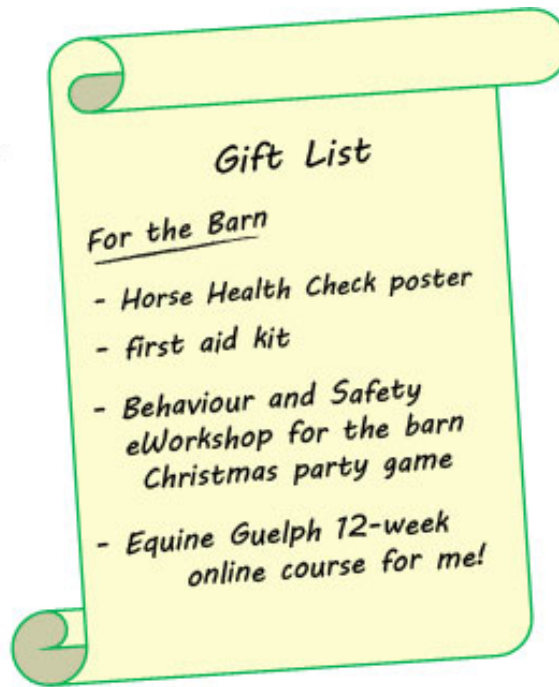 Gift List
For the Barn
- Horse Health Check poster
- first aid kit
- Behaviour and Safety
eWorkshop for the barn
Christmas party game
- Equine Guelph 12-week
online course for me!